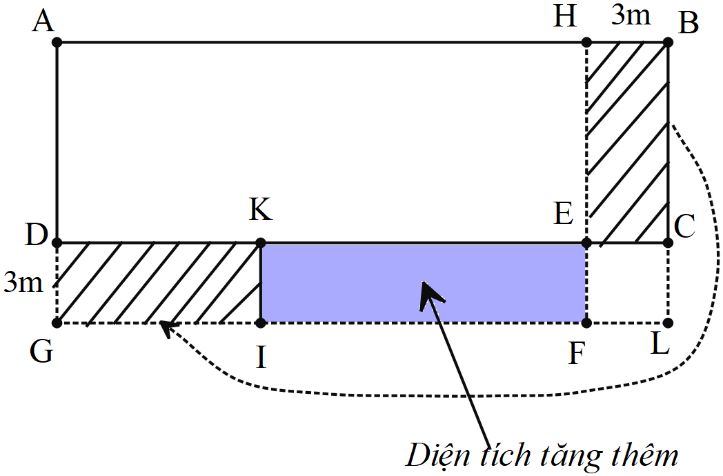 A H 3m B
K
D E C
3m
G I F L
Diện tích tăng thêm